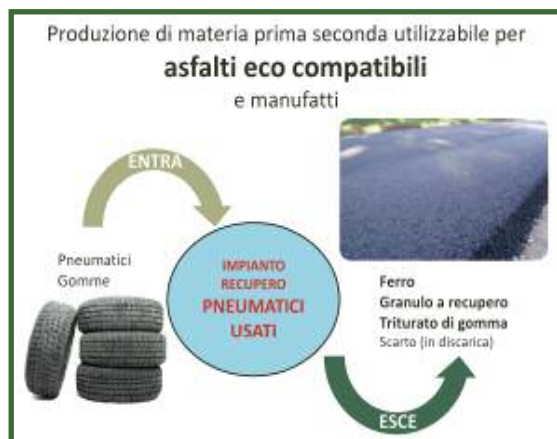 Produzione di materia prima seconda utilizzabile per
asfalti eco compatibili
e manufatti
ENTRA
Pneumatici
Gomme
IMPIANTO
RECUPERO
PNEUMATICI
USATI
Ferro
Granulo a recupero
Triturato di gomma
Scarto (in discarica)
ESCE